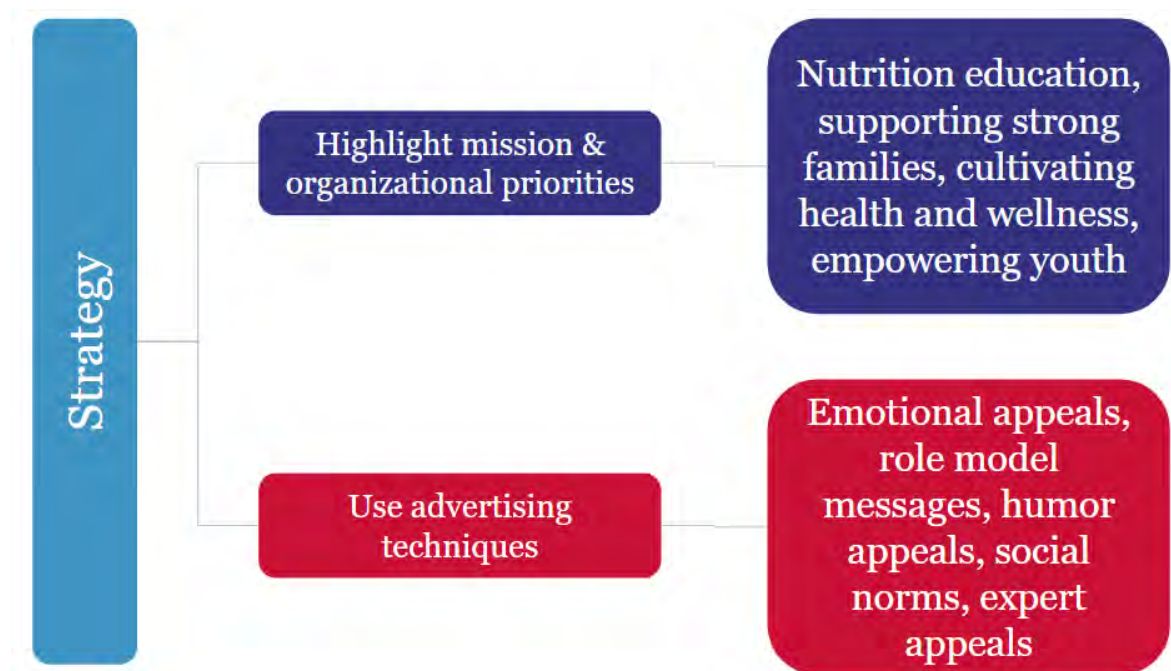 Strategy
Highlight mission &
organizational priorities
Nutrition education,
supporting strong
families, cultivating
health and wellness,
empowering youth
Use advertising
techniques
Emotional appeals,
role model
messages, humor
appeals, social
norms, expert
appeals